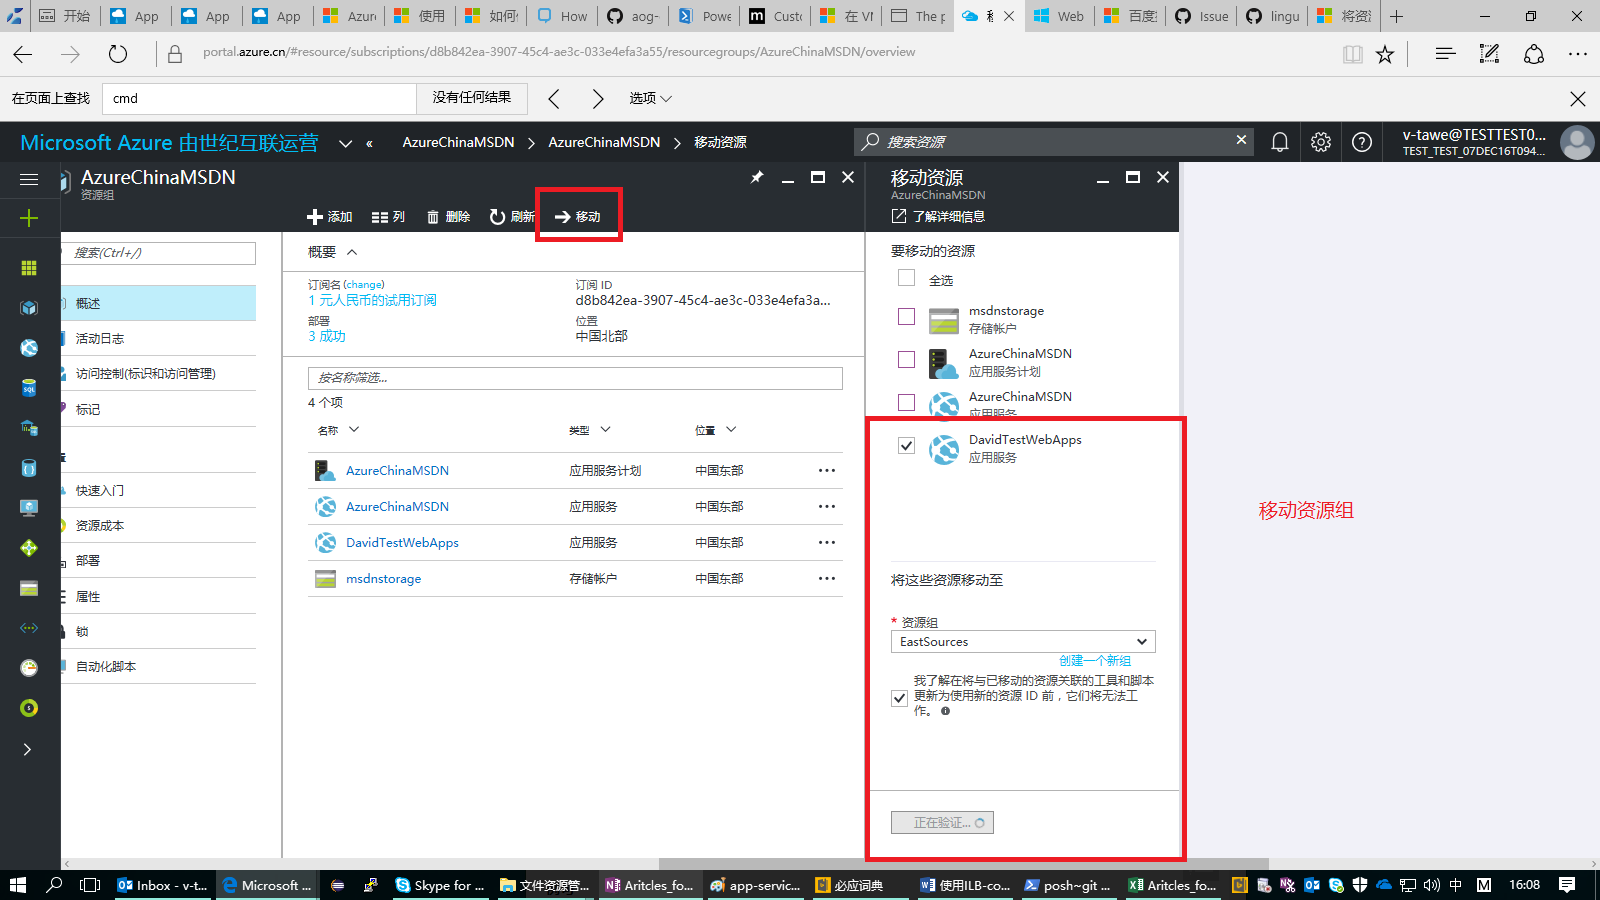 开始
App
App
App
Azure
使用
如何
How
aog-
Powe
Custo
在 VM
The p
Web
百度
Issue
lingu
将资
portal.azure.cn/#resource/subscriptions/d8b842ea-3907-45c4-ae3c-033e4efa3a55/resourcegroups/AzureChinaMSDN/overview
在页面上查找
cmd
没有任何结果
选项
Microsoft Azure 由世纪互联运营
«
AzureChinaMSDN
AzureChinaMSDN
移动资源
搜索资源
v-tawe@TESTTEST0...
TEST_TEST_07DEC16T094...
AzureChinaMSDN
资源组
添加
列
删除
刷新
移动
搜索(Ctrl+/)
概述
活动日志
访问控制(标识和访问管理)
标记
快速入门
资源成本
部署
属性
锁
自动化脚本
概要
订阅名 (change)
1 元人民币的试用订阅
订阅 ID
d8b842ea-3907-45c4-ae3c-033e4efa3a...
部署
3 成功
位置
中国北部
按名称筛选...
4 个项
名称
类型
位置
AzureChinaMSDN
应用服务计划
中国东部
AzureChinaMSDN
应用服务
中国东部
DavidTestWebApps
应用服务
中国东部
msdnstorage
存储帐户
中国东部
移动资源
AzureChinaMSDN
了解详细信息
要移动的资源
全选
msdnstorage
存储帐户
AzureChinaMSDN
应用服务计划
AzureChinaMSDN
应用服务
DavidTestWebApps
应用服务
将这些资源移动至
* 资源组
EastSources
创建一个新组
我了解在将与已移动的资源关联的工具和脚本
更新为使用新的资源 ID 前，它们将无法工
作。
正在验证...
移动资源组
Inbox - v-t...
Microsoft ...
Skype for ...
文件资源管...
Aritcles_fo...
app-servic...
必应词典
使用ILB-co...
posh~git ...
Aritcles_fo...
中
M
16:08